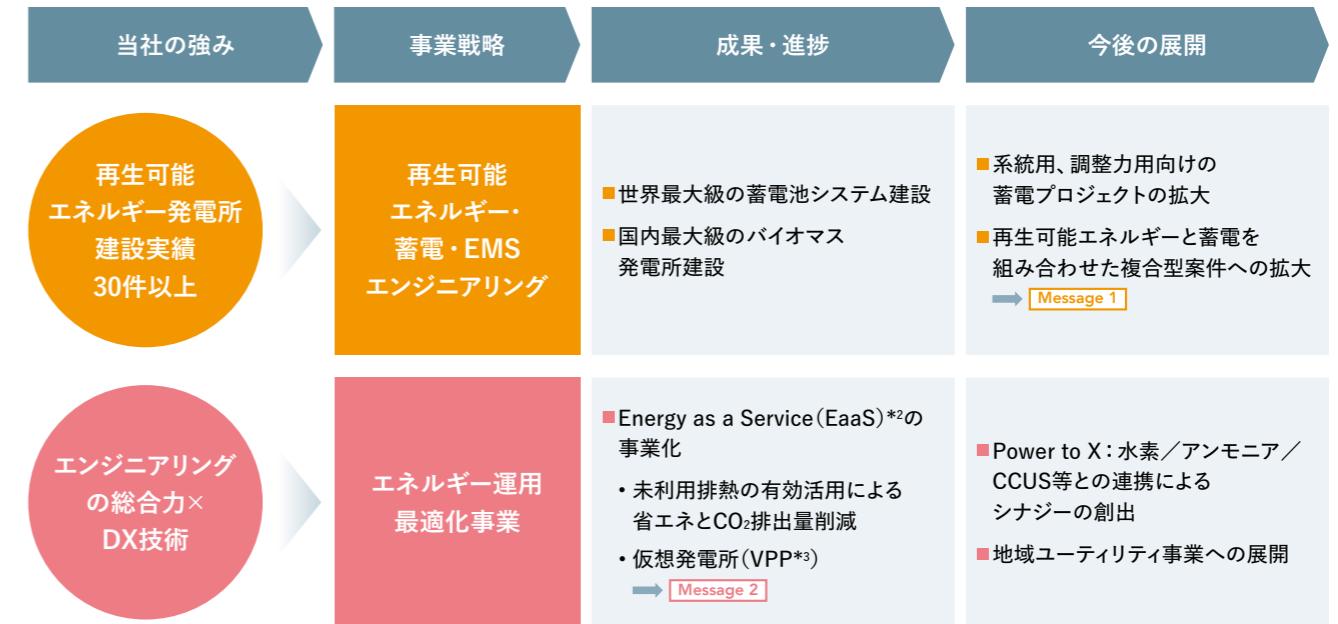 当社の強み
事業戦略
成果・進捗
今後の展開
再生可能
エネルギー発電所
建設実績
30件以上
再生可能
エネルギー・
蓄電・EMS
エンジニアリング
■世界最大級の蓄電池システム建設
■国内最大級のバイオマス
発電所建設
■系統用、調整力用向けの
蓄電プロジェクトの拡大
■再生可能エネルギーと蓄電を
組み合わせた複合型案件への拡大
Message 1
エンジニアリング
の総合力×
DX技術
エネルギー運用
最適化事業
■Energy as a Service（EaaS）*2の
事業化
・未利用排熱の有効活用による
省エネとCO₂排出量削減
・仮想発電所（VPP*3）
Message 2
■Power to X：水素／アンモニア／
CCUS等との連携による
シナジーの創出
■地域ユーティリティ事業への展開